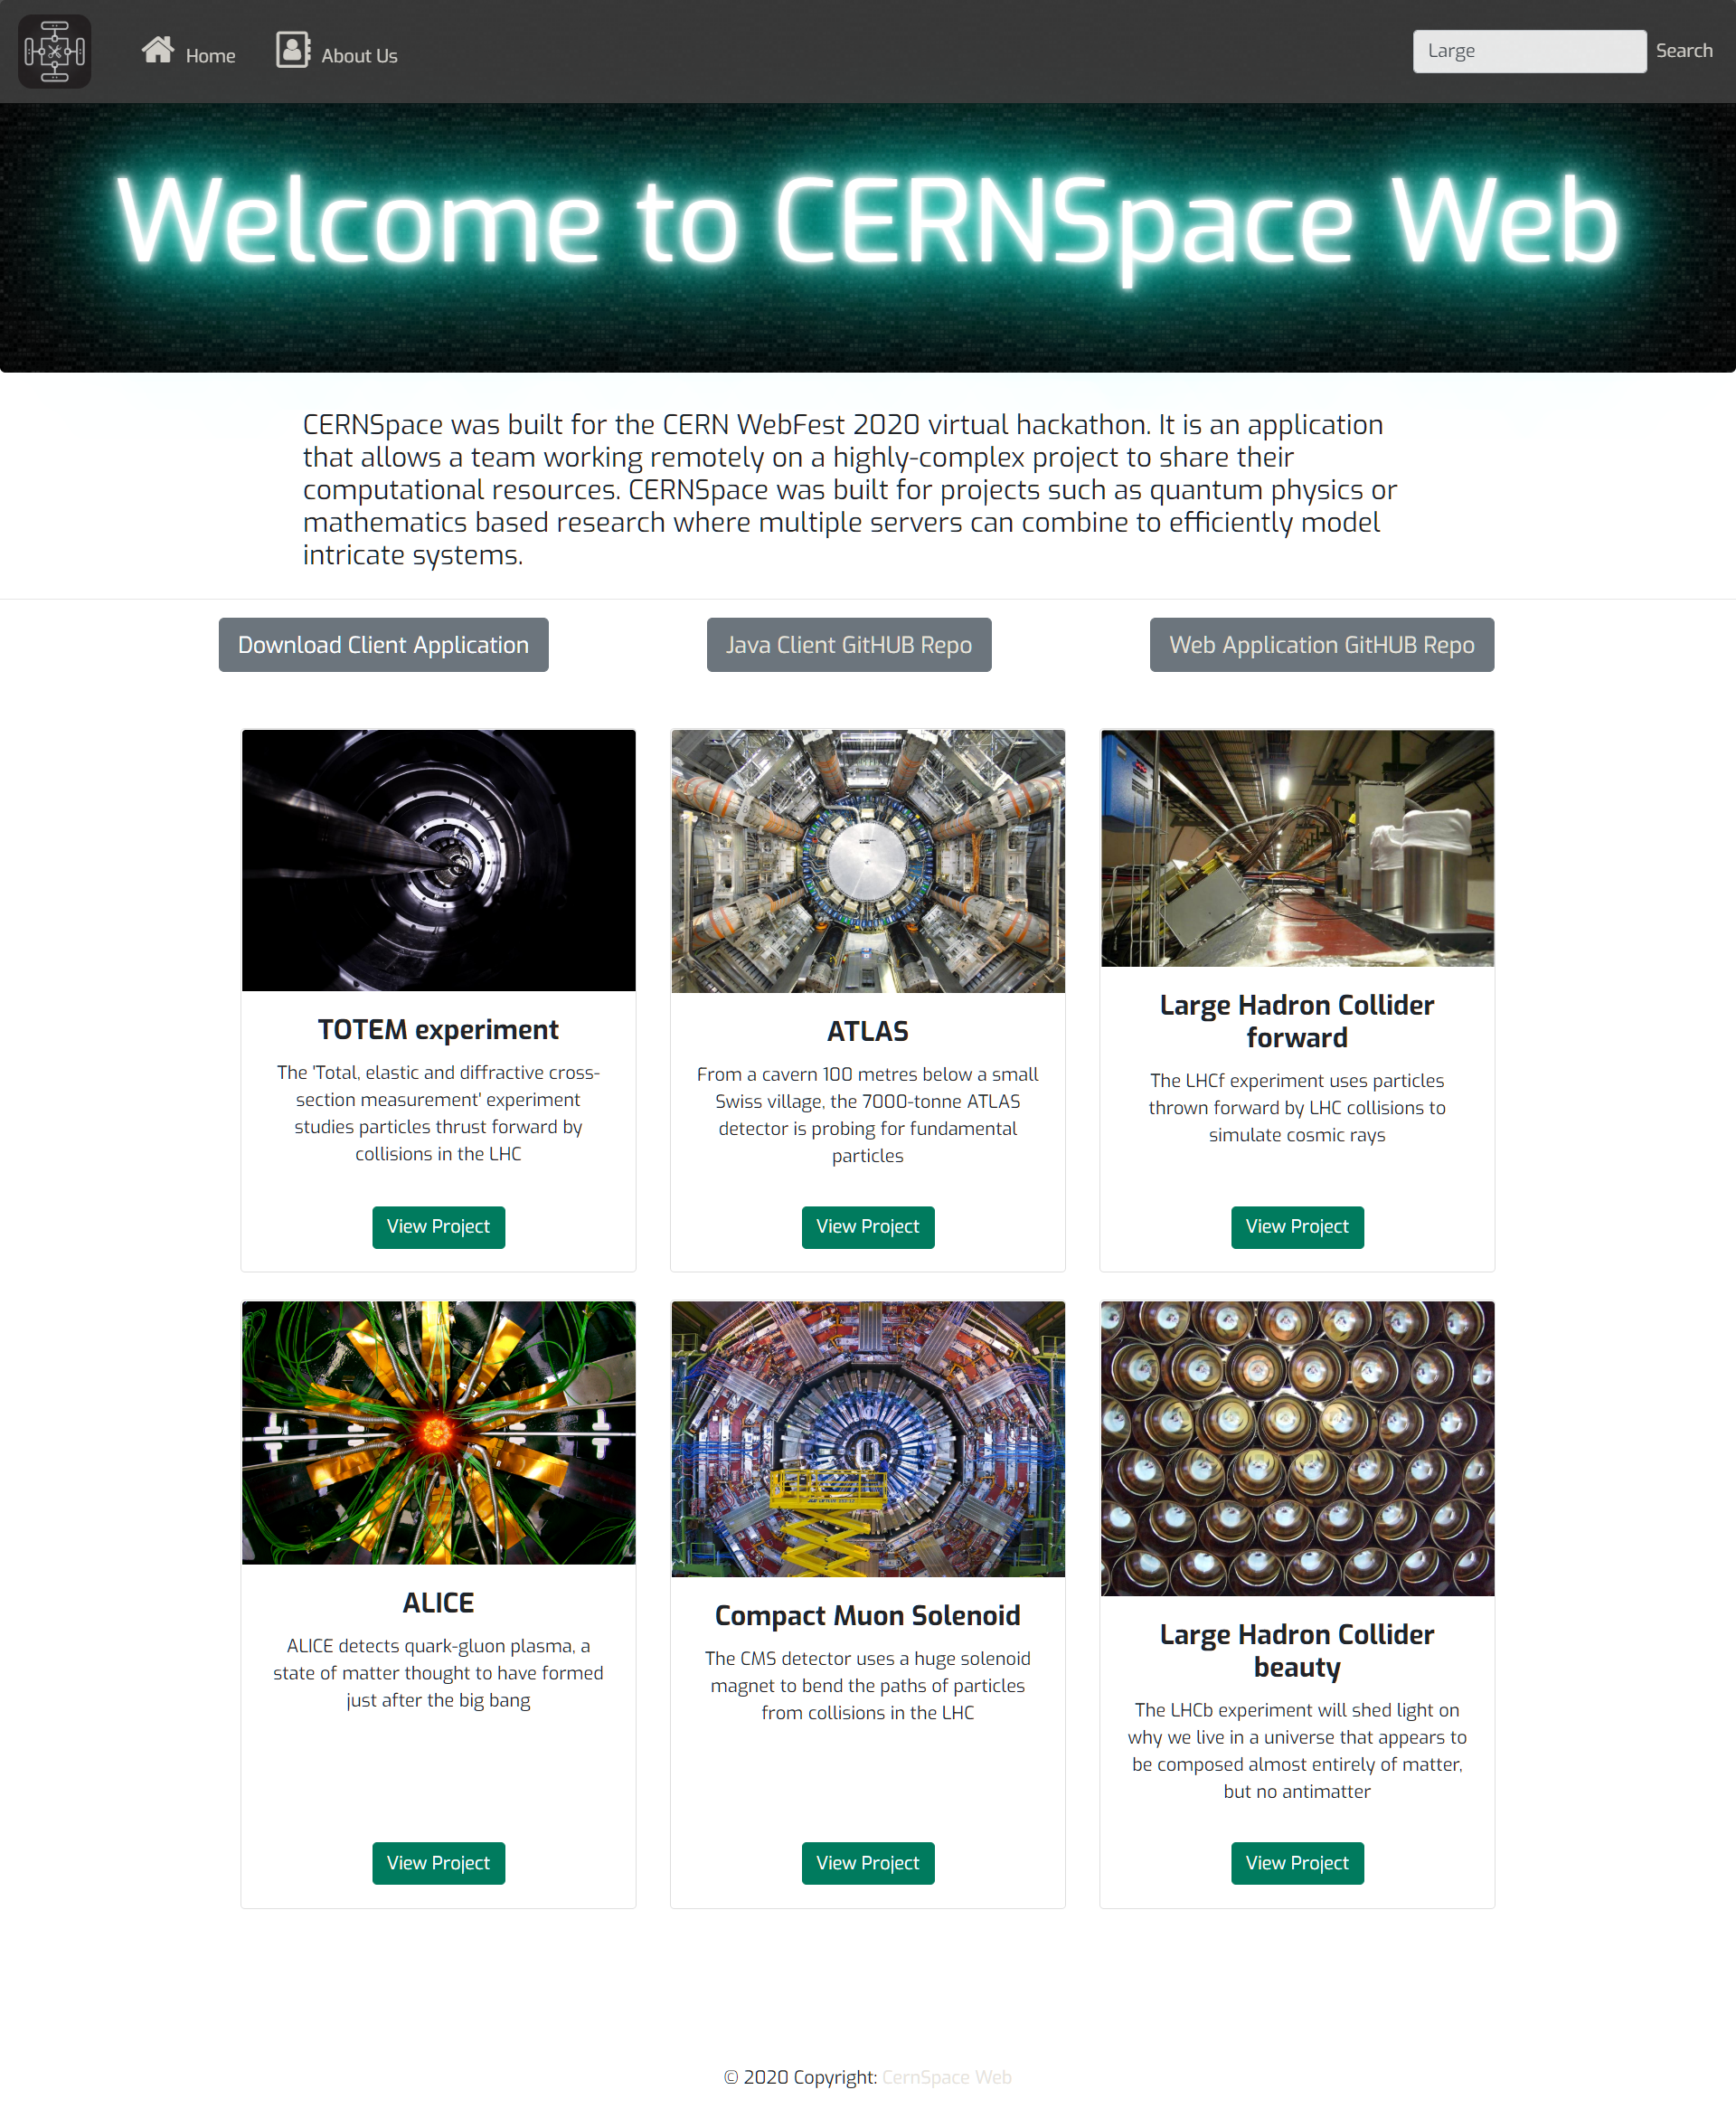 Home
About Us
Large
Search
Welcome to CERNSpace Web
CERNSpace was built for the CERN WebFest 2020 virtual hackathon. It is an application
that allows a team working remotely on a highly-complex project to share their
computational resources. CERNSpace was built for projects such as quantum physics or
mathematics based research where multiple servers can combine to efficiently model
intricate systems.
Download Client Application
Java Client GitHUB Repo
Web Application GitHUB Repo
TOTEM experiment
The 'Total, elastic and diffractive cross-
section measurement' experiment
studies particles thrust forward by
collisions in the LHC
View Project
ATLAS
From a cavern 100 metres below a small
Swiss village, the 7000-tonne ATLAS
detector is probing for fundamental
particles
View Project
Large Hadron Collider
forward
The LHCf experiment uses particles
thrown forward by LHC collisions to
simulate cosmic rays
View Project
ALICE
ALICE detects quark-gluon plasma, a
state of matter thought to have formed
just after the big bang
View Project
Compact Muon Solenoid
The CMS detector uses a huge solenoid
magnet to bend the paths of particles
from collisions in the LHC
View Project
Large Hadron Collider
beauty
The LHCb experiment will shed light on
why we live in a universe that appears to
be composed almost entirely of matter,
but no antimatter
View Project
© 2020 Copyright: CernSpace Web